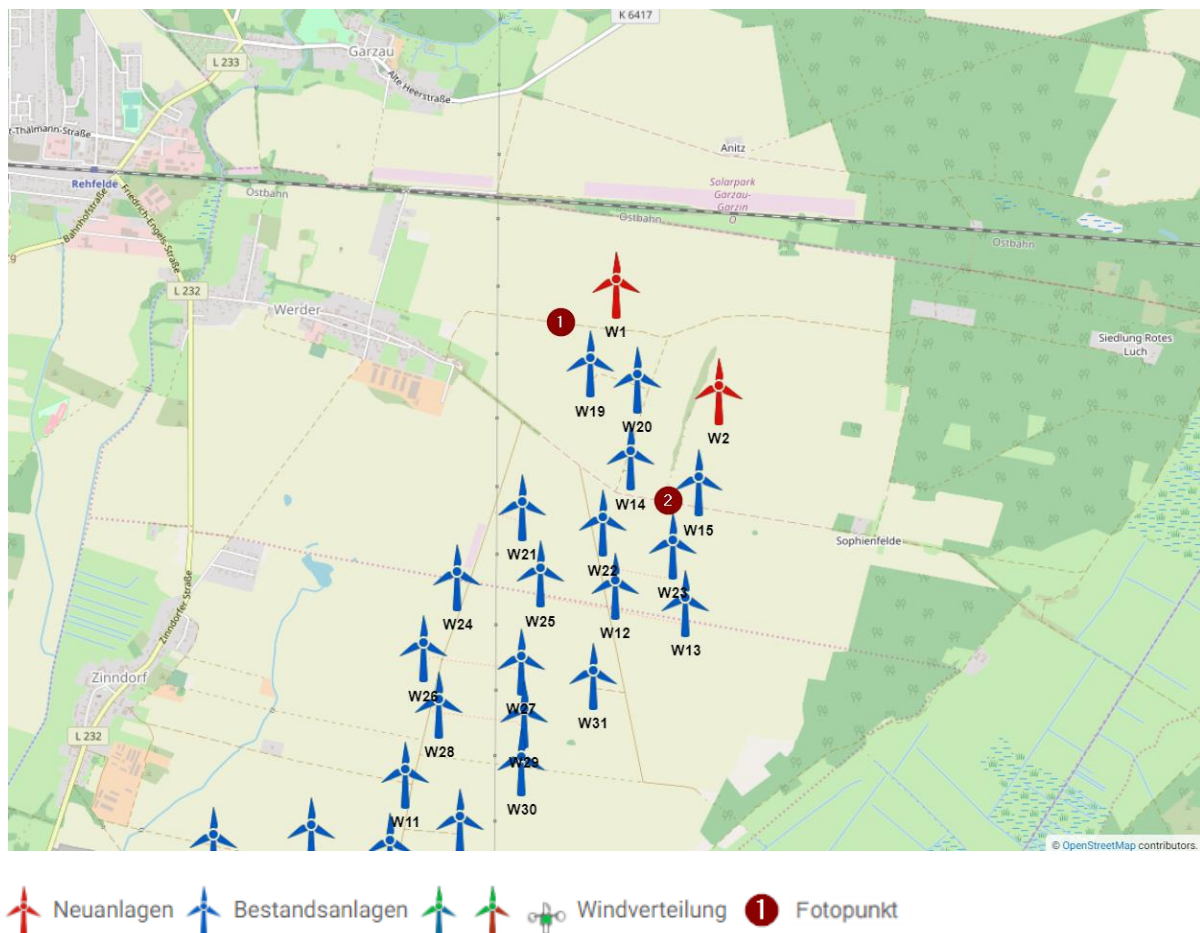 K 6417
Garzau
L 233
Alte Heerstraße
r-Thälmann-Straße
Anitz
Rehfelde
Ostbahn
Solarpark
Garzau-
Garzin
O
Ostbahn
Bahnhofstraße
Friedrich-Engels-Straße
Ostbahn
g
L 232
Werder
1
W1
Siedlung Rotes
Luch
W19
W20
W2
2
W14
W15
W21
Sophienfelde
W22
W23
W24
W25
W12
Zinndorfer Straße
W13
Zinndorf
W26
W27
W31
W28
L 232
W29
W30
W11
© OpenStreetMap contributors.
Neuanlagen Bestandsanlagen Windverteilung 1 Fotopunkt